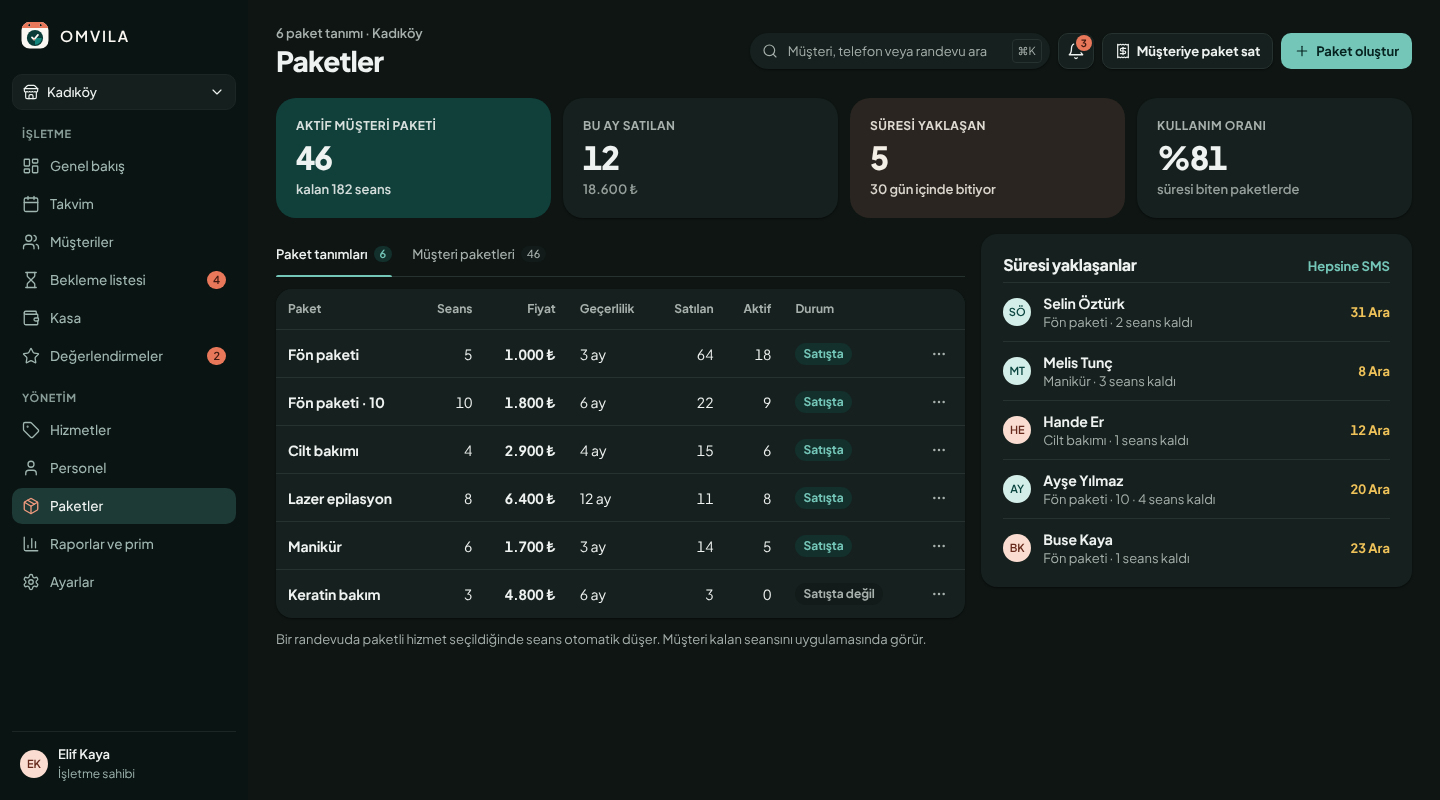 OMVILA
Kadıköy
İŞLETME
Genel bakış
Takvim
Müşteriler
Bekleme listesi 4
Kasa
Değerlendirmeler 2
YÖNETİM
Hizmetler
Personel
Paketler
Raporlar ve prim
Ayarlar
EK Elif Kaya
İşletme sahibi
6 paket tanımı · Kadıköy
Paketler
Müşteri, telefon veya randevu ara ⌘K
3
Müşteriye paket sat
Paket oluştur
AKTİF MÜŞTERİ PAKETİ
46
kalan 182 seans
BU AY SATILAN
12
18.600 ₺
SÜRESİ YAKLAŞAN
5
30 gün içinde bitiyor
KULLANIM ORANI
%81
süresi biten paketlerde
Paket tanımları 6 Müşteri paketleri 46
Paket Seans Fiyat Geçerlilik Satılan Aktif Durum
Fön paketi 5 1.000 ₺ 3 ay 64 18 Satışta
Fön paketi · 10 10 1.800 ₺ 6 ay 22 9 Satışta
Cilt bakımı 4 2.900 ₺ 4 ay 15 6 Satışta
Lazer epilasyon 8 6.400 ₺ 12 ay 11 8 Satışta
Manikür 6 1.700 ₺ 3 ay 14 5 Satışta
Keratin bakım 3 4.800 ₺ 6 ay 3 0 Satışta değil
Bir randevuda paketli hizmet seçildiğinde seans otomatik düşer. Müşteri kalan seansını uygulamasında görür.
Süresi yaklaşanlar Hepsine SMS
SÖ Selin Öztürk 31 Ara
Fön paketi · 2 seans kaldı
MT Melis Tunç 8 Ara
Manikür · 3 seans kaldı
HE Hande Er 12 Ara
Cilt bakımı · 1 seans kaldı
AY Ayşe Yılmaz 20 Ara
Fön paketi · 10 · 4 seans kaldı
BK Buse Kaya 23 Ara
Fön paketi · 1 seans kaldı